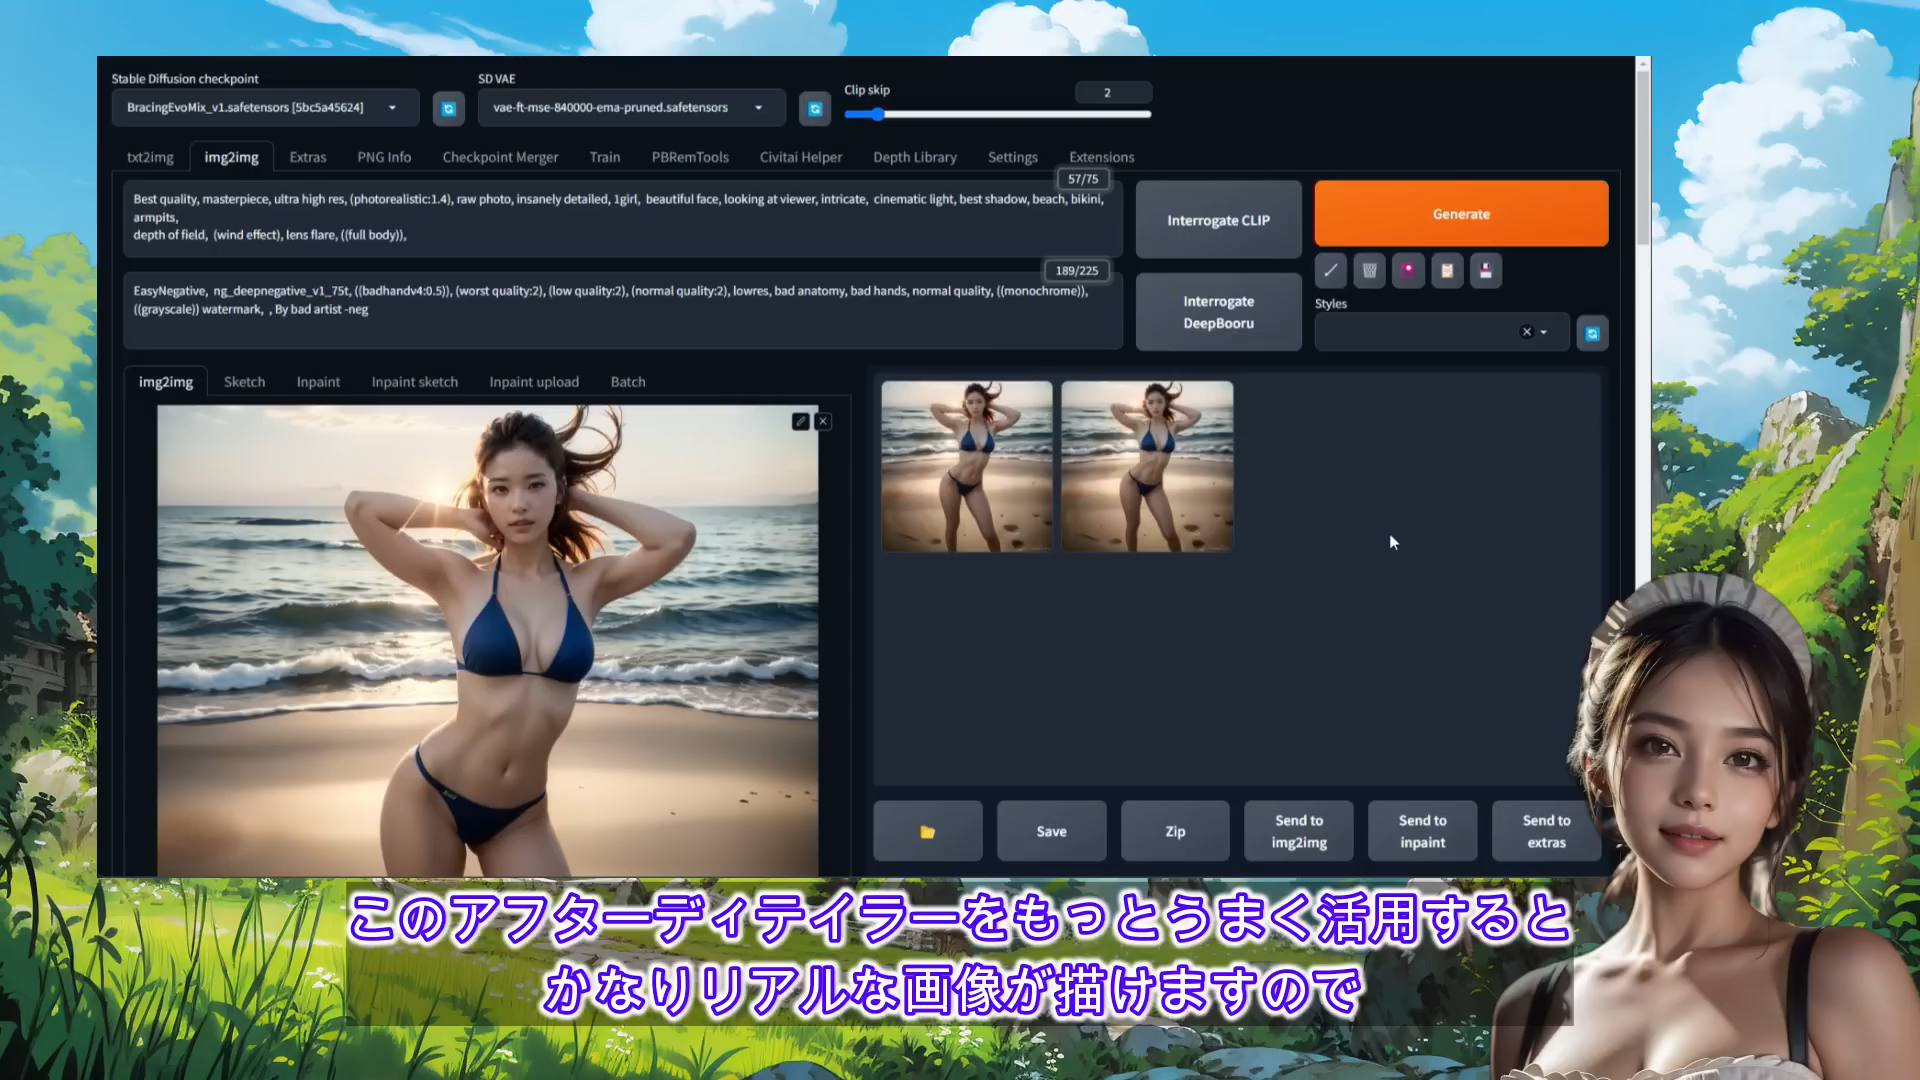 Stable Diffusion checkpoint
SD VAE
Clip skip
2
BracingEvoMix_v1.safetensors [5bc5a45624]
vae-ft-mse-840000-ema-pruned.safetensors
txt2img
img2img
Extras
PNG Info
Checkpoint Merger
Train
PBRemTools
Civitai Helper
Depth Library
Settings
Extensions
57/75
Best quality, masterpiece, ultra high res, (photorealistic:1.4), raw photo, insanely detailed, 1girl, beautiful face, looking at viewer, intricate, cinematic light, best shadow, beach, bikini,
armpits,
depth of field, (wind effect), lens flare, ((full body)),
Interrogate CLIP
Generate
189/225
EasyNegative, ng_deepnegative_v1_75t, ((badhandv4:0.5)), (worst quality:2), (low quality:2), (normal quality:2), lowres, bad anatomy, bad hands, normal quality, ((monochrome)),
((grayscale)) watermark, , By bad artist -neg
Interrogate
DeepBooru
Styles
img2img
Sketch
Inpaint
Inpaint sketch
Inpaint upload
Batch
Save
Zip
Send to
img2img
Send to
inpaint
Send to
extras
このアフターディテイラーをもっとうまく活用すると
かなりリアルな画像が描けますので